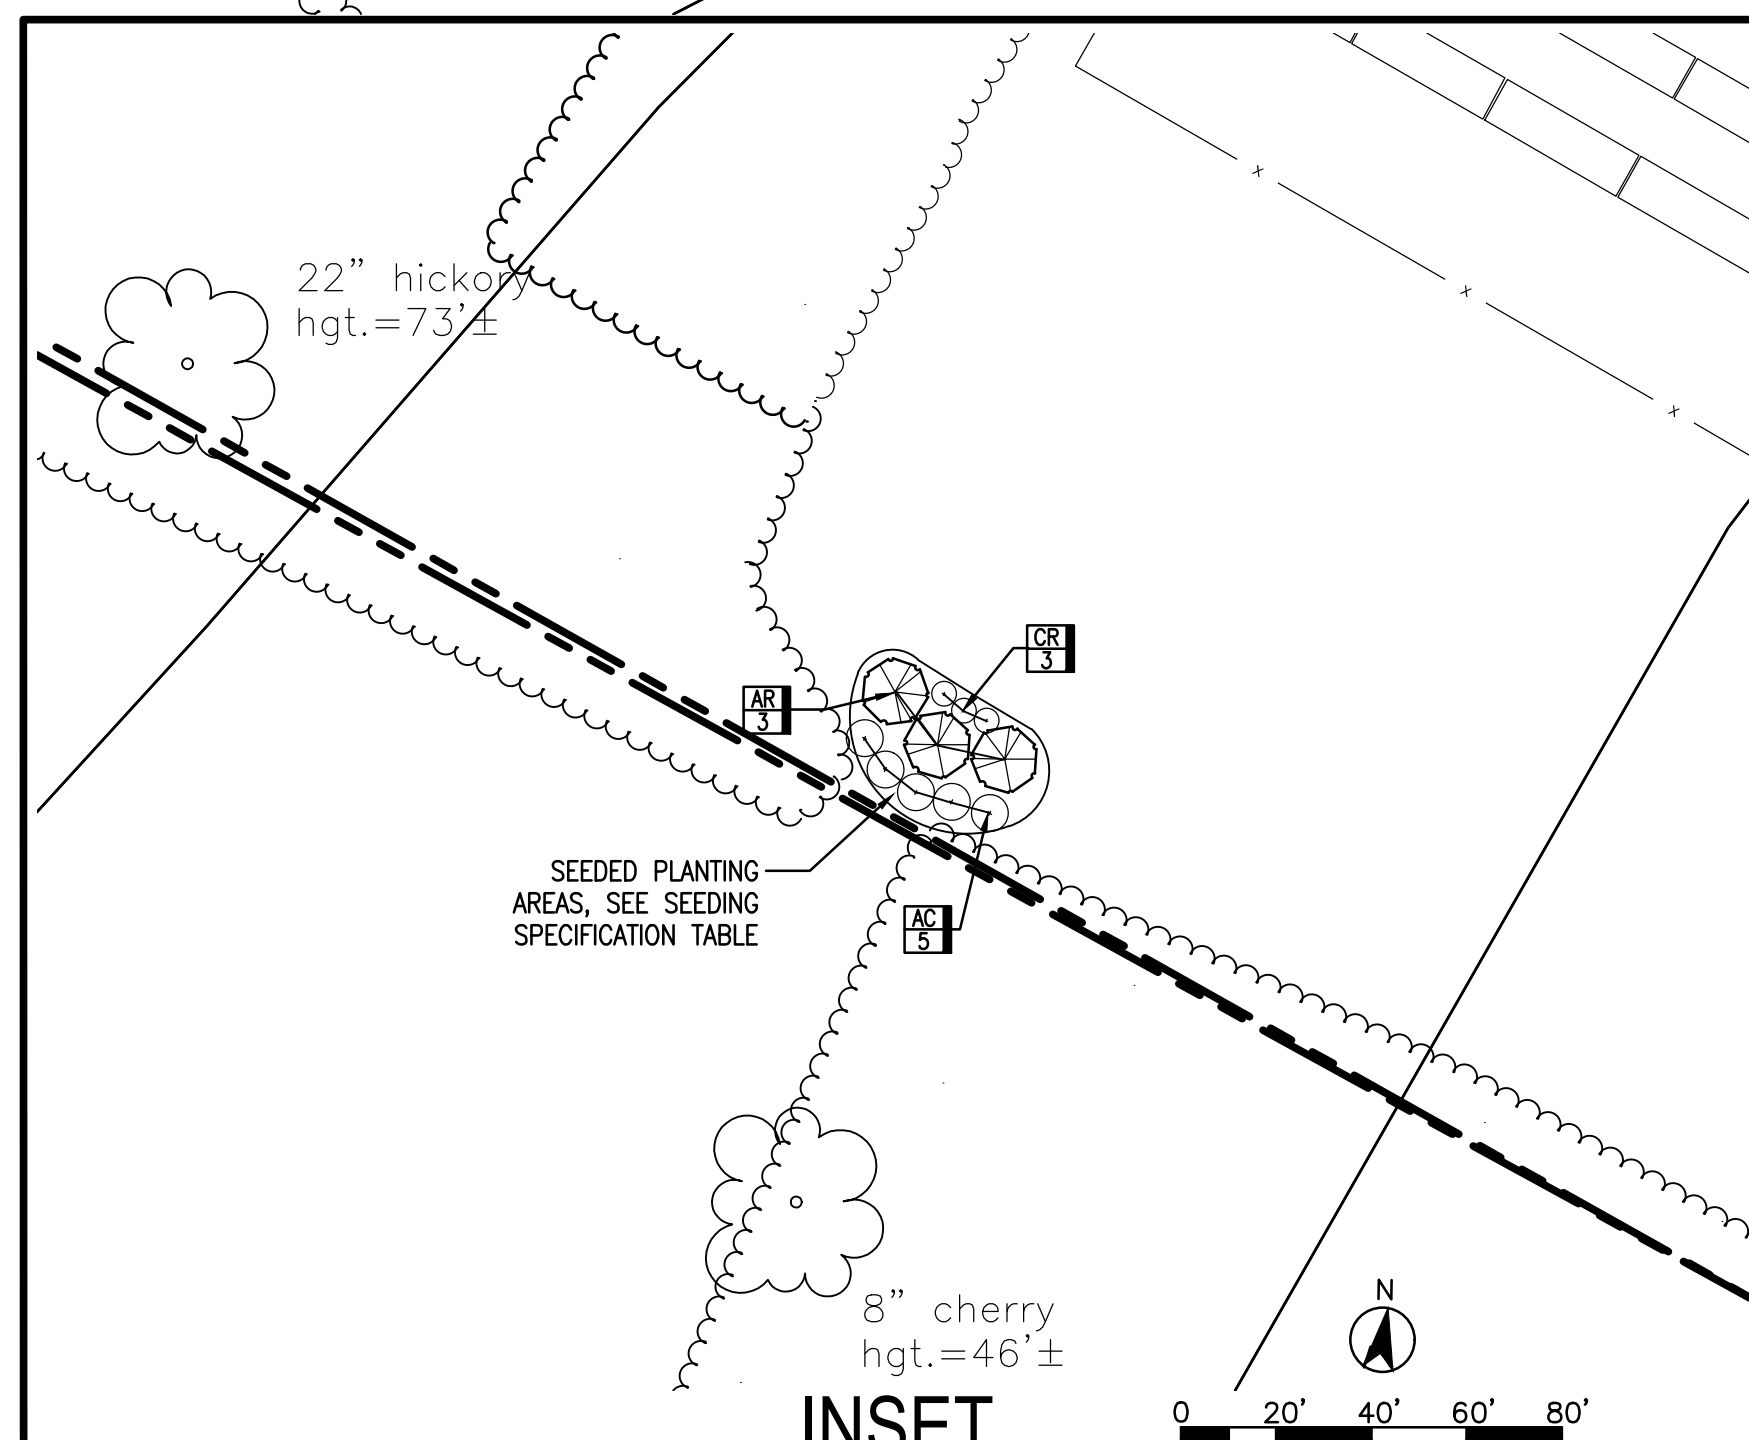 22” hickory
hgt.=73’±
x
x
x
CR
3
AR
3
SEEDED PLANTING
AREAS, SEE SEEDING
SPECIFICATION TABLE
AC
5
8” cherry
hgt.=46’±
N
INSET
0 20’ 40’ 60’ 80’